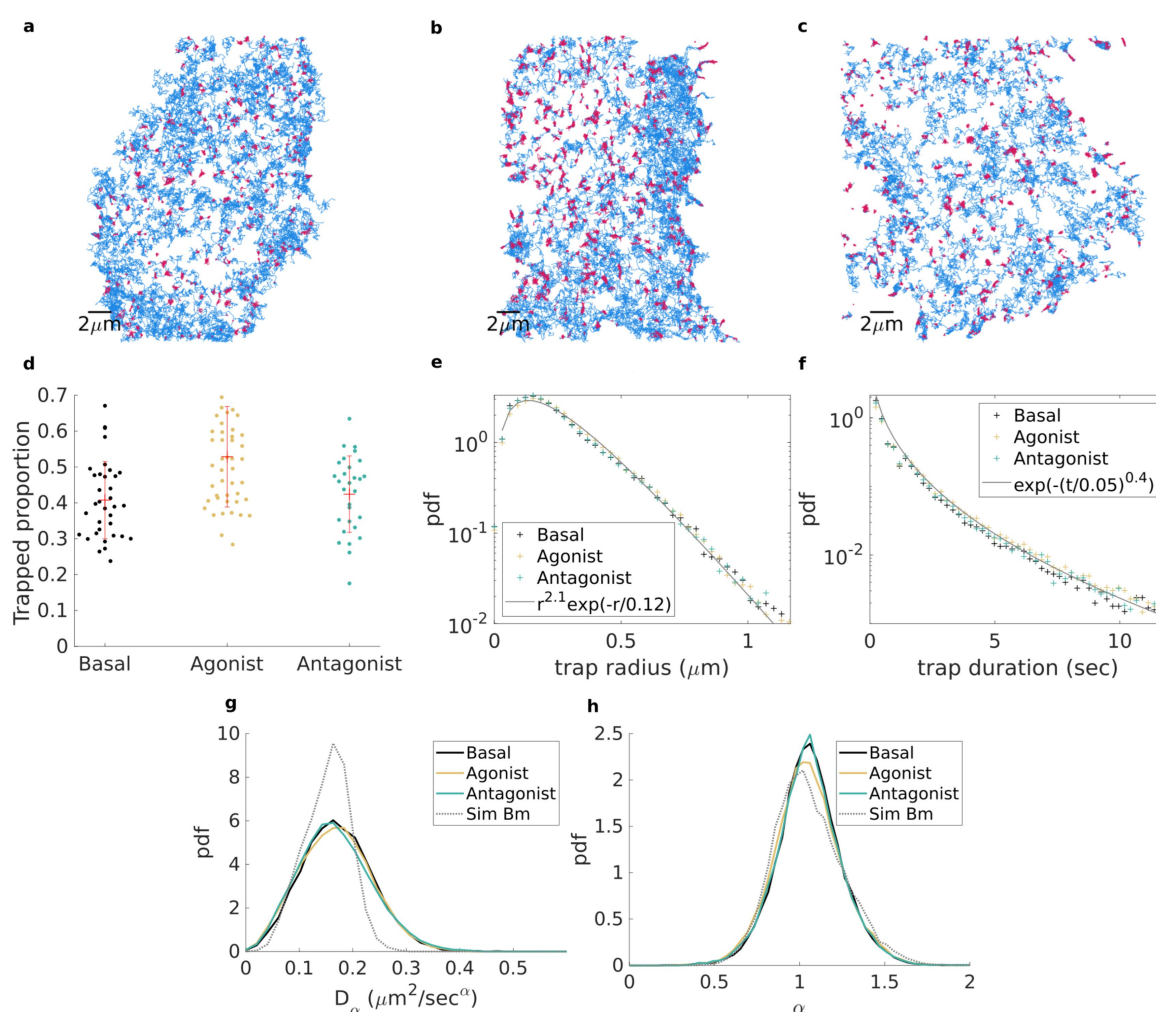 a
b
c
2μm
2μm
2μm
d
e
f
0.7
0.6
0.5
0.4
0.3
0.2
0.1
0
Trapped proportion
Basal
Agonist
Antagonist
10^0
10^-1
10^-2
pdf
Basal
Agonist
Antagonist
r^2.1exp(-r/0.12)
0
0.5
1
trap radius (μm)
10^0
10^-2
pdf
Basal
Agonist
Antagonist
exp(-(t/0.05)^0.4)
0
5
10
trap duration (sec)
g
h
10
8
6
4
2
0
pdf
Basal
Agonist
Antagonist
Sim Bm
0
0.1
0.2
0.3
0.4
0.5
D_α (μm^2/sec^α)
2.5
2
1.5
1
0.5
0
pdf
Basal
Agonist
Antagonist
Sim Bm
0
0.5
1
1.5
2
α